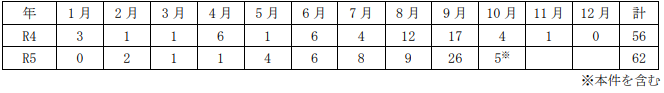 年 1月 2月 3月 4月 5月 6月 7月 8月 9月 10月 11月 12月 計
R4 3 1 1 6 1 6 4 12 17 4 1 0 56
R5 0 2 1 1 4 6 8 9 26 5※ 62
※本件を含む